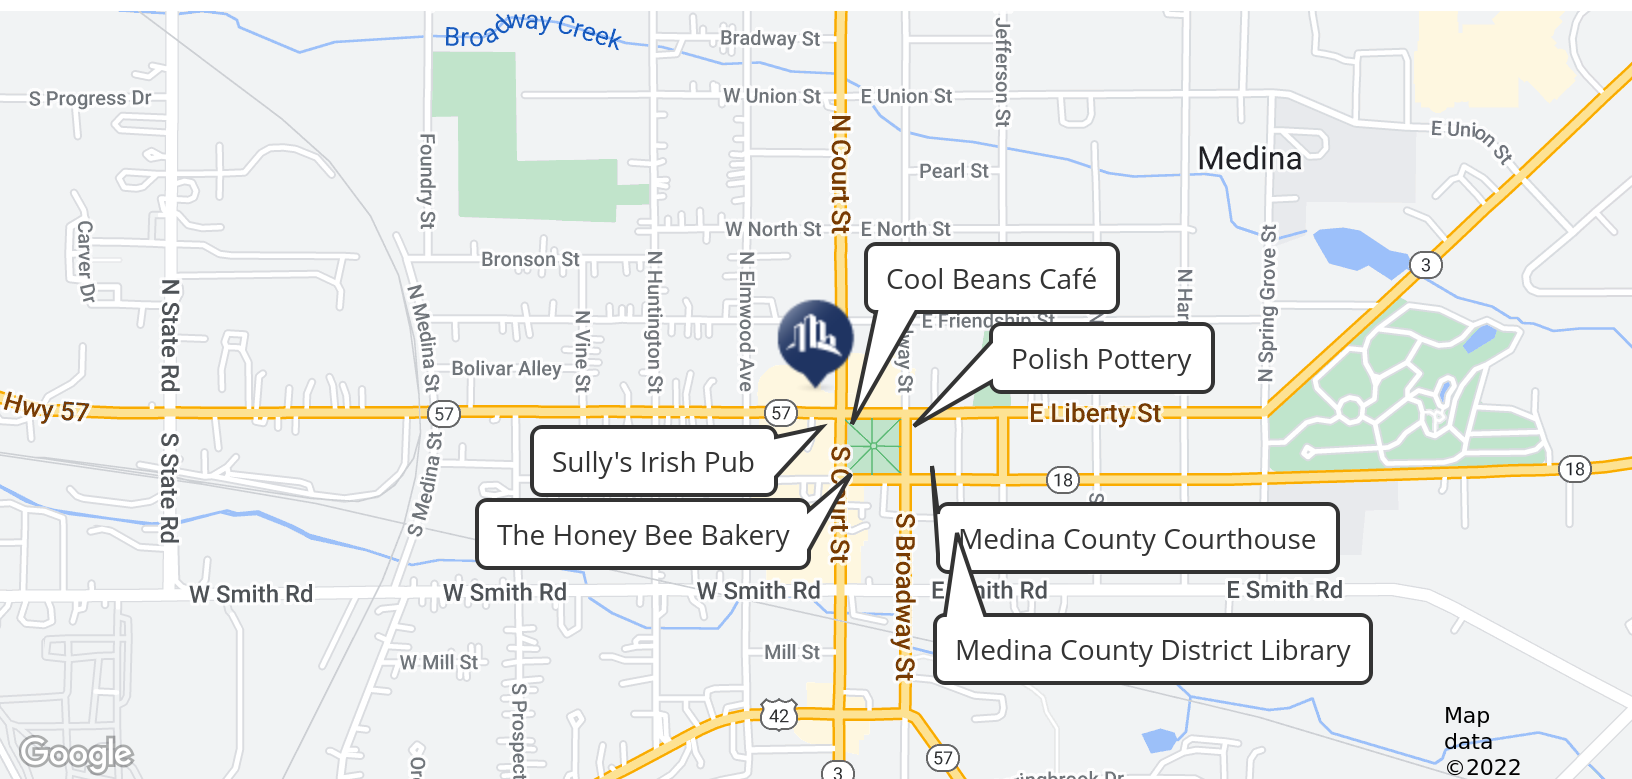 Broadway Creek
Bradway St
Jefferson St
S Progress Dr
W Union St
E Union St
E Union St
N Court St
Foundry St
Medina
Pearl St
W North St
E North St
Carver Dr
Bronson St
N Spring Grove St
3
N State Rd
N Medina St
N Vine St
N Huntington St
N Elmwood Ave
Cool Beans Café
E Friendship St
Polish Pottery
Bolivar Alley
Hwy 57
57
57
E Liberty St
Sully's Irish Pub
S State Rd
S Medina St
S Court St
18
18
The Honey Bee Bakery
S Broadway St
Medina County Courthouse
W Smith Rd
W Smith Rd
W Smith Rd
E Smith Rd
Medina County District Library
W Mill St
Mill St
S Prospect
42
57
3
Google
Map
data
©2022